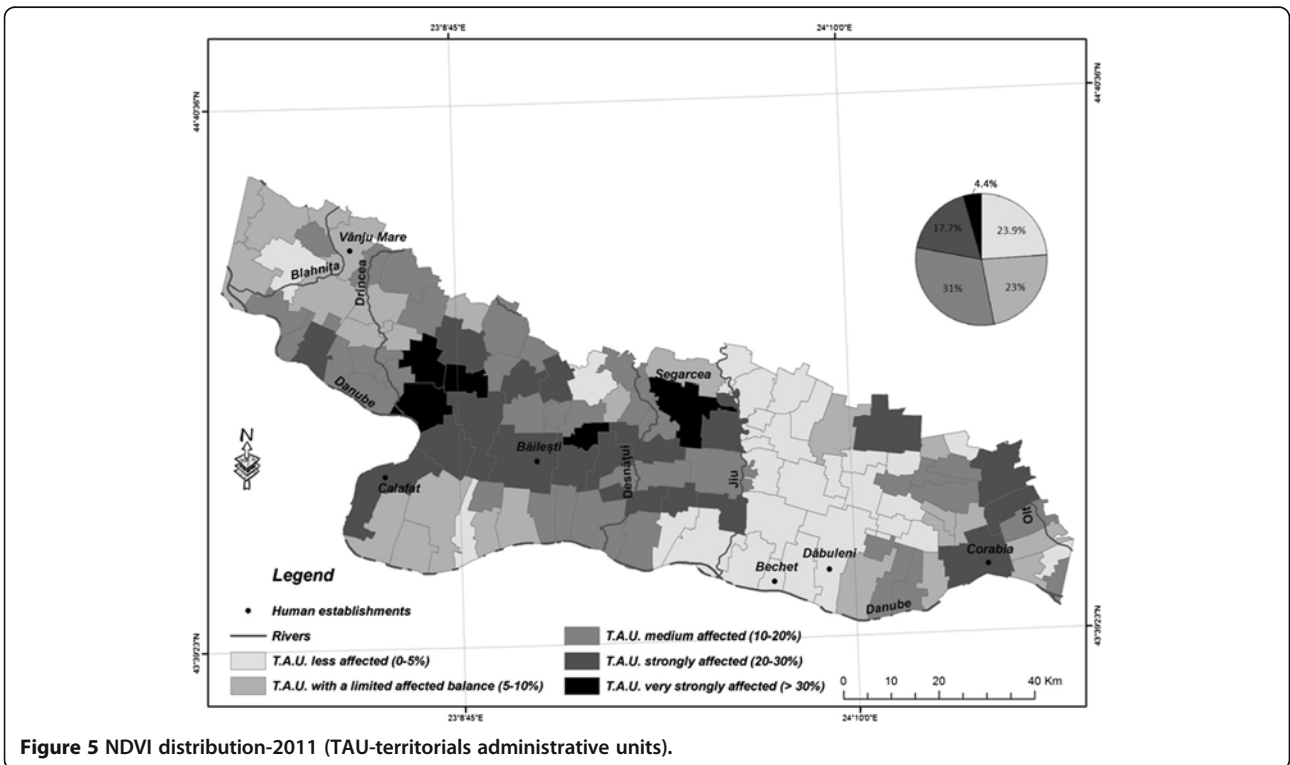 23°8'45"E
24°10'0"E
44°40'36"N
44°40'36"N
4.4%
17.7%
23.9%
31%
23%
Vânju Mare
Blahnița
Drincea
Danube
Segarcea
Băilești
Desnățui
Jiu
Calafat
N
Olt
Corabia
Dăbuleni
Bechet
Danube
Legend
Human establishments
Rivers
T.A.U. less affected (0-5%)
T.A.U. with a limited affected balance (5-10%)
T.A.U. medium affected (10-20%)
T.A.U. strongly affected (20-30%)
T.A.U. very strongly affected (> 30%)
0 10 20 40 Km
43°39'23"N
43°39'23"N
23°8'45"E
24°10'0"E
Figure 5 NDVI distribution-2011 (TAU-territorials administrative units).